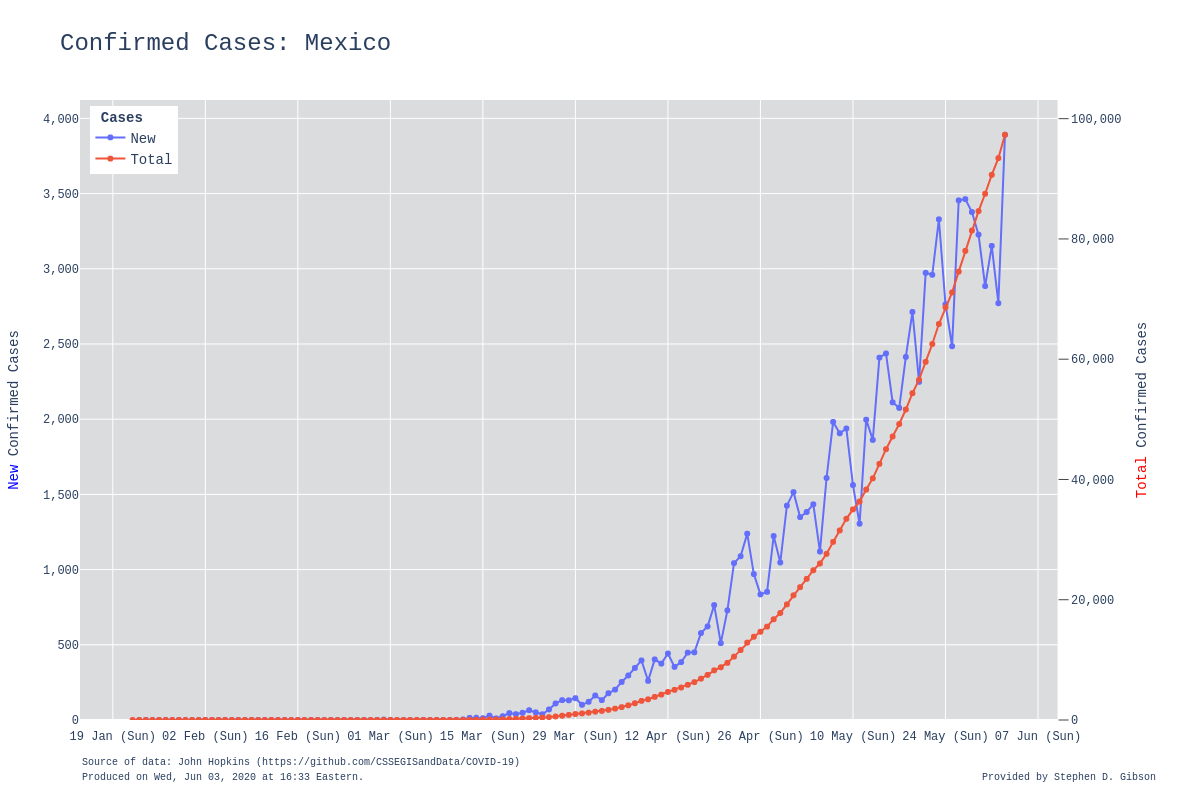 Confirmed Cases: Mexico
Cases
New
Total
4,000
3,500
3,000
2,500
2,000
1,500
1,000
500
0
100,000
80,000
60,000
40,000
20,000
0
New Confirmed Cases
Total Confirmed Cases
19 Jan (Sun) 02 Feb (Sun) 16 Feb (Sun) 01 Mar (Sun) 15 Mar (Sun) 29 Mar (Sun) 12 Apr (Sun) 26 Apr (Sun) 10 May (Sun) 24 May (Sun) 07 Jun (Sun)
Source of data: John Hopkins (https://github.com/CSSEGISandData/COVID-19)
Produced on Wed, Jun 03, 2020 at 16:33 Eastern.
Provided by Stephen D. Gibson